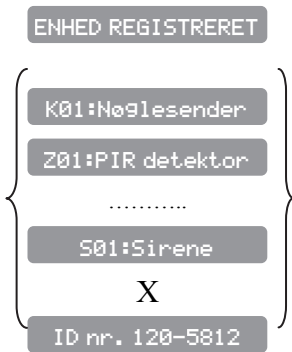 ENHED REGISTRERET
K01:Nøglesender
Z01:PIR detektor
...........
S01:Sirene
X
ID nr. 120-5812